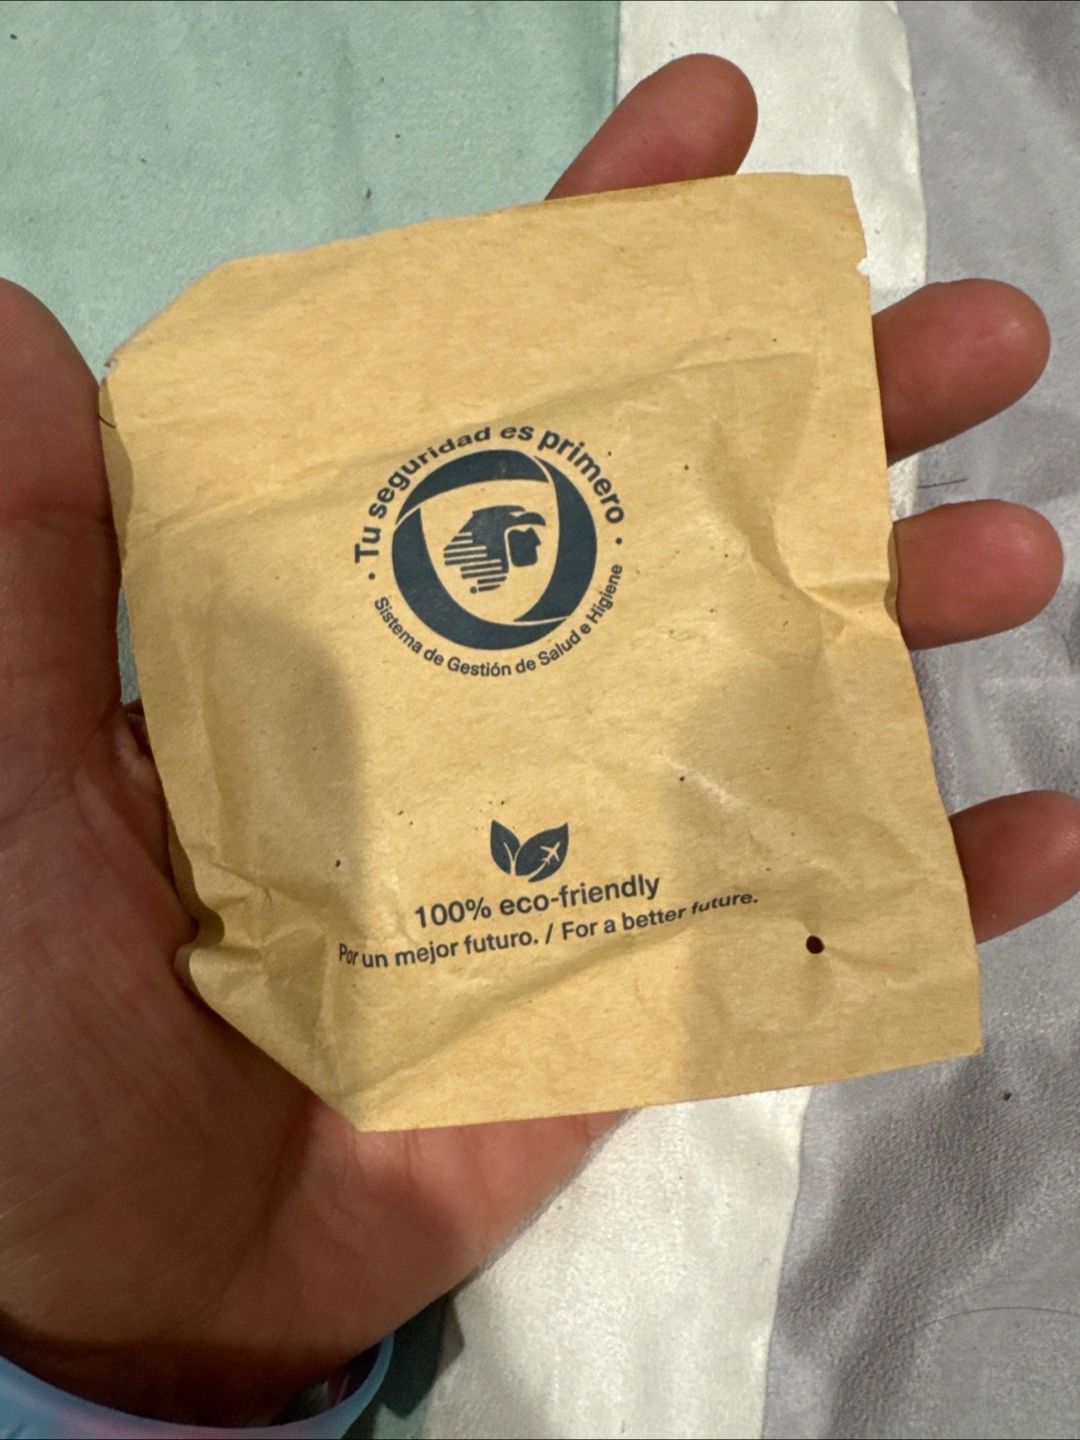 • Tu seguridad es primero •
Sistema de Gestión de Salud e Higiene
100% eco-friendly
Por un mejor futuro. / For a better future.